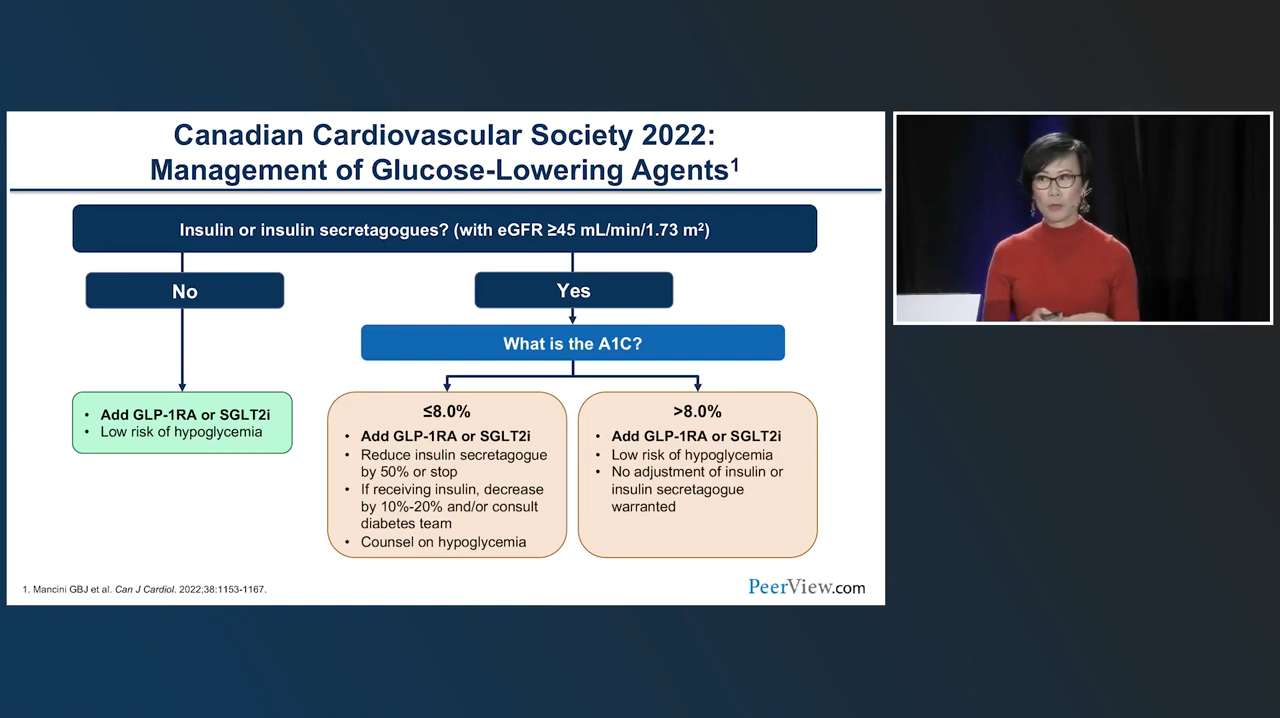 Canadian Cardiovascular Society 2022:
Management of Glucose-Lowering Agents¹
Insulin or insulin secretagogues? (with eGFR ≥45 mL/min/1.73 m²)
No
Yes
What is the A1C?
• Add GLP-1RA or SGLT2i
• Low risk of hypoglycemia
≤8.0%
• Add GLP-1RA or SGLT2i
• Reduce insulin secretagogue
by 50% or stop
• If receiving insulin, decrease
by 10%-20% and/or consult
diabetes team
• Counsel on hypoglycemia
>8.0%
• Add GLP-1RA or SGLT2i
• Low risk of hypoglycemia
• No adjustment of insulin or
insulin secretagogue
warranted
1. Mancini GBJ et al. Can J Cardiol. 2022;38:1153-1167.
PeerView.com